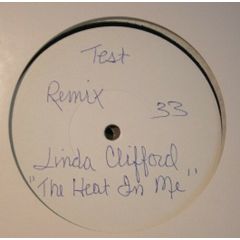 Test
Remix 33
Linda Clifford
"The Heat In Me"